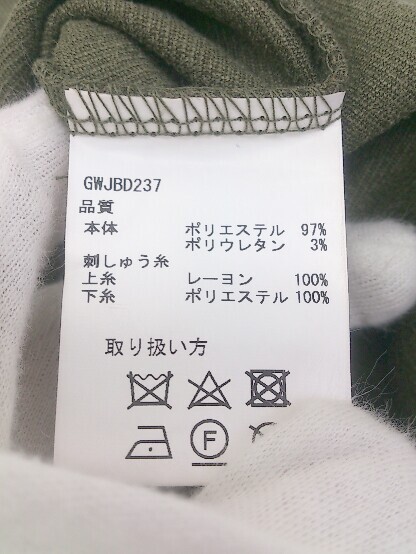 GWJBD237
品質
本体 ポリエステル 97%
ポリウレタン 3%
刺しゅう糸
上糸 レーヨン 100%
下糸 ポリエステル 100%
取り扱い方
F